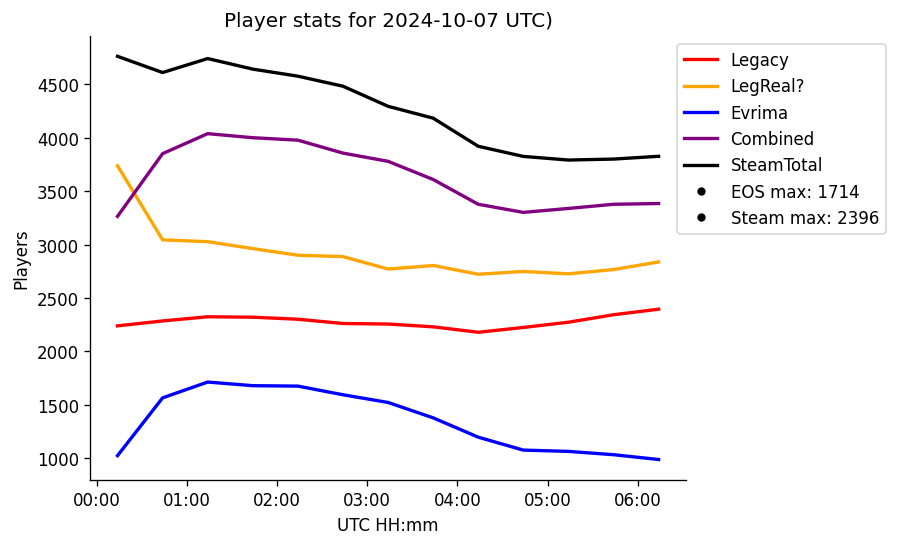 Player stats for 2024-10-07 UTC)
Legacy
LegReal?
Evrima
Combined
SteamTotal
EOS max: 1714
Steam max: 2396
Players
4500
4000
3500
3000
2500
2000
1500
1000
00:00 01:00 02:00 03:00 04:00 05:00 06:00
UTC HH:mm